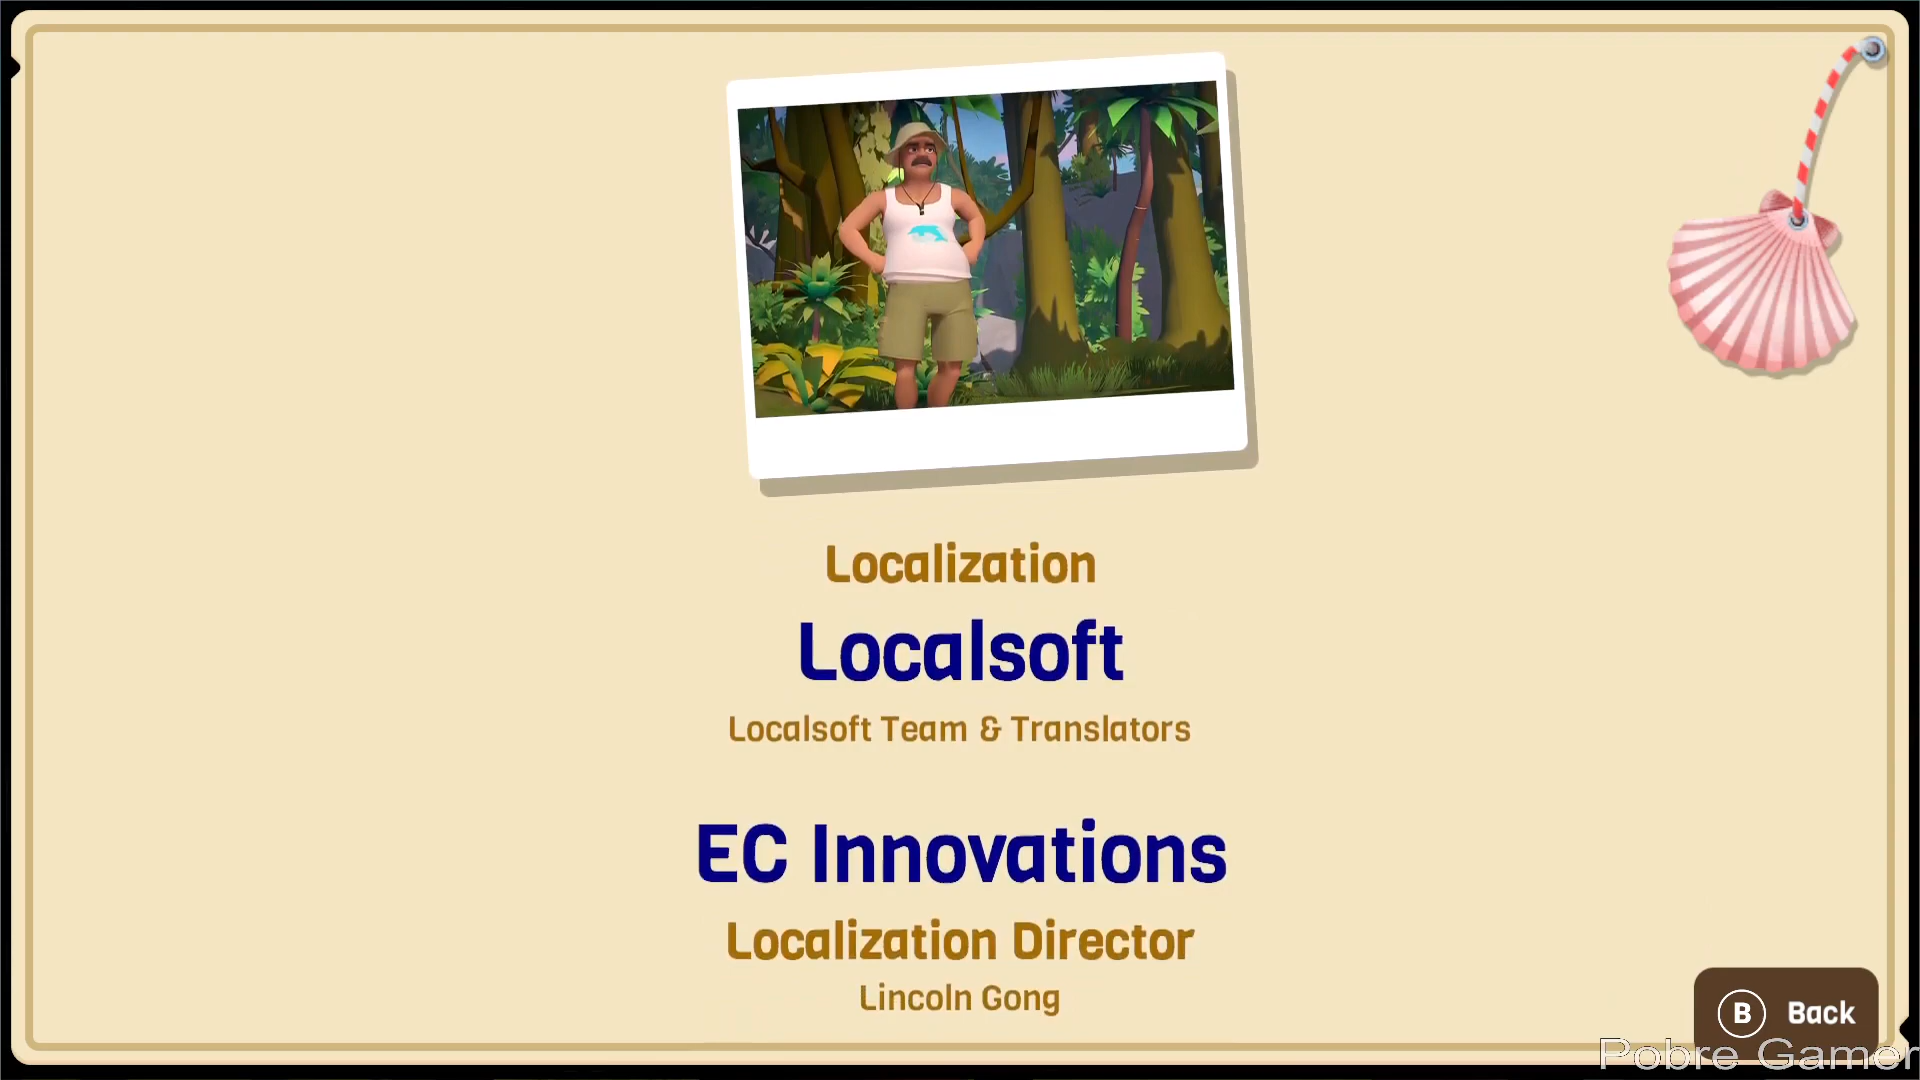 Localization
Localsoft
Localsoft Team & Translators
EC Innovations
Localization Director
Lincoln Gong
B Back
Pobre Gamer